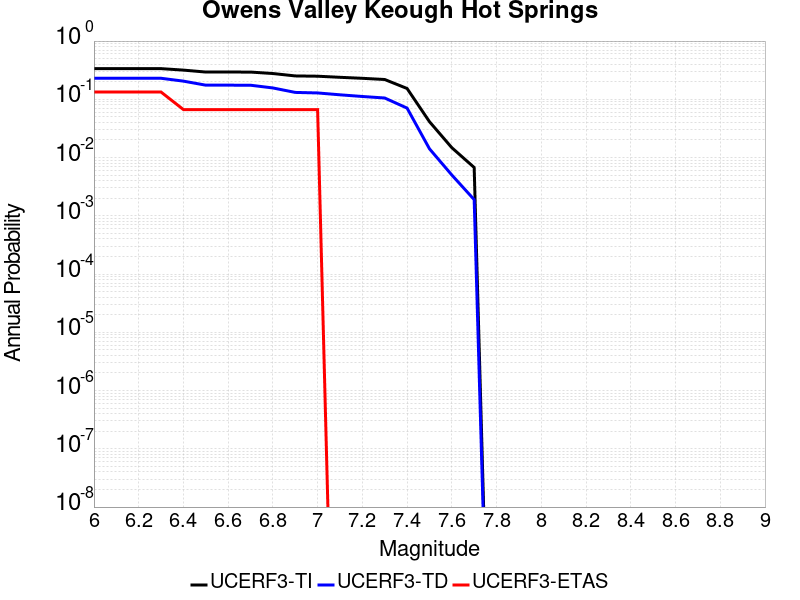 Owens Valley Keough Hot Springs
Annual Probability
10^0
10^-1
10^-2
10^-3
10^-4
10^-5
10^-6
10^-7
10^-8
6 6.2 6.4 6.6 6.8 7 7.2 7.4 7.6 7.8 8 8.2 8.4 8.6 8.8 9
Magnitude
UCERF3-TI UCERF3-TD UCERF3-ETAS